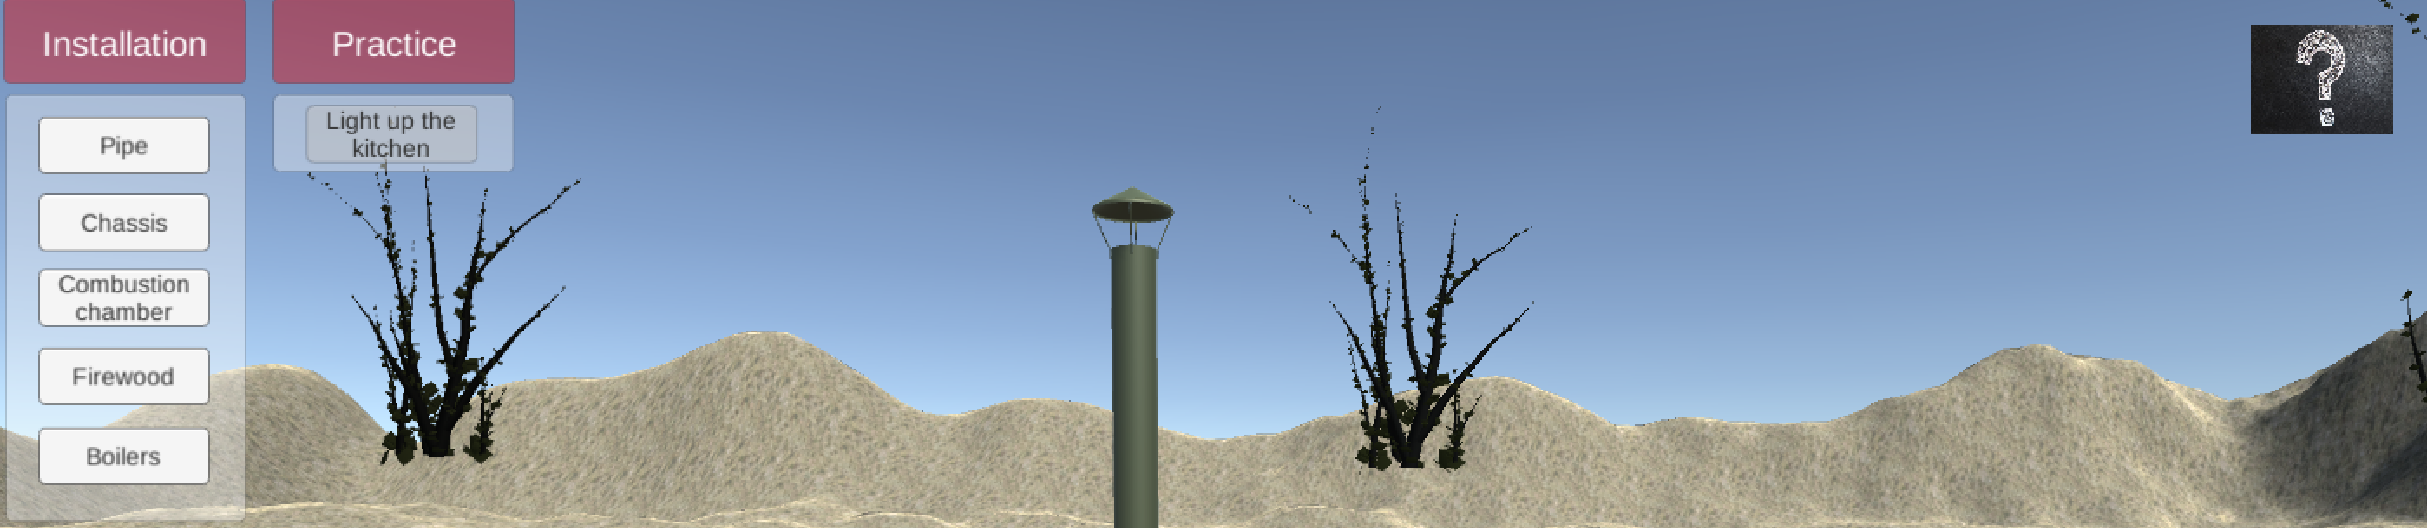 Installation
Practice
Pipe
Chassis
Combustion
chamber
Firewood
Boilers
Light up the
kitchen
?